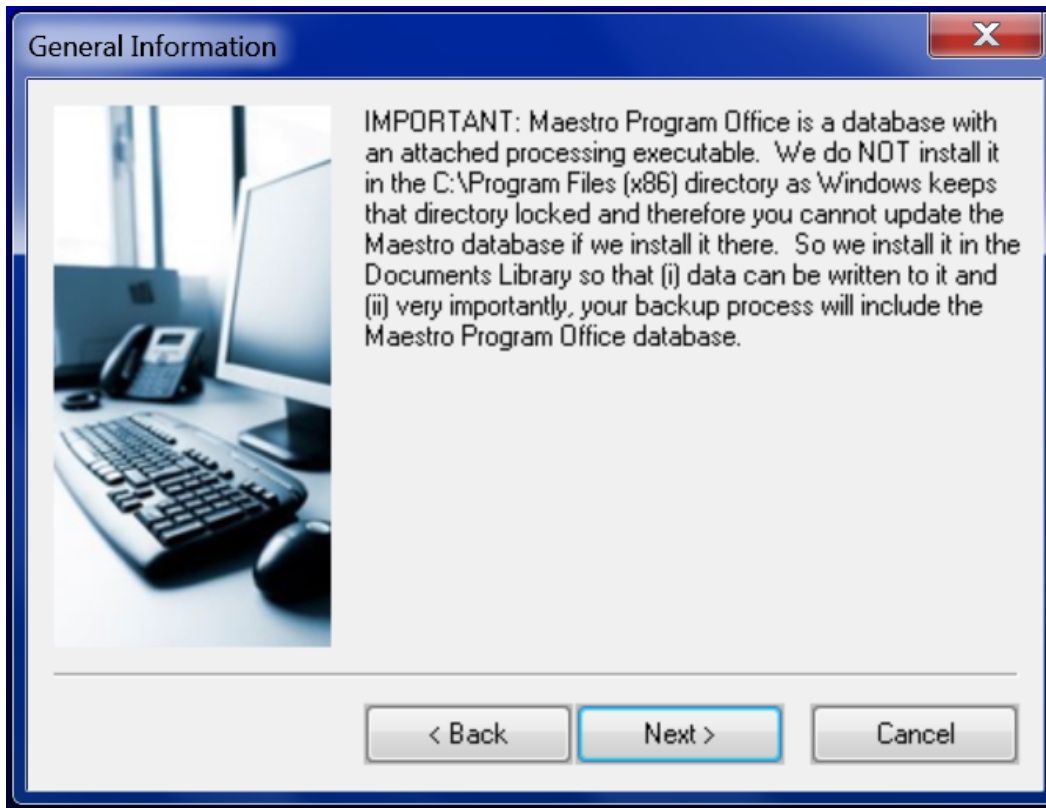 General Information
IMPORTANT: Maestro Program Office is a database with
an attached processing executable.  We do NOT install it
in the C:\Program Files (x86) directory as Windows keeps
that directory locked and therefore you cannot update the
Maestro database if we install it there.  So we install it in the
Documents Library so that (i) data can be written to it and
(ii) very importantly, your backup process will include the
Maestro Program Office database.
< Back
Next >
Cancel